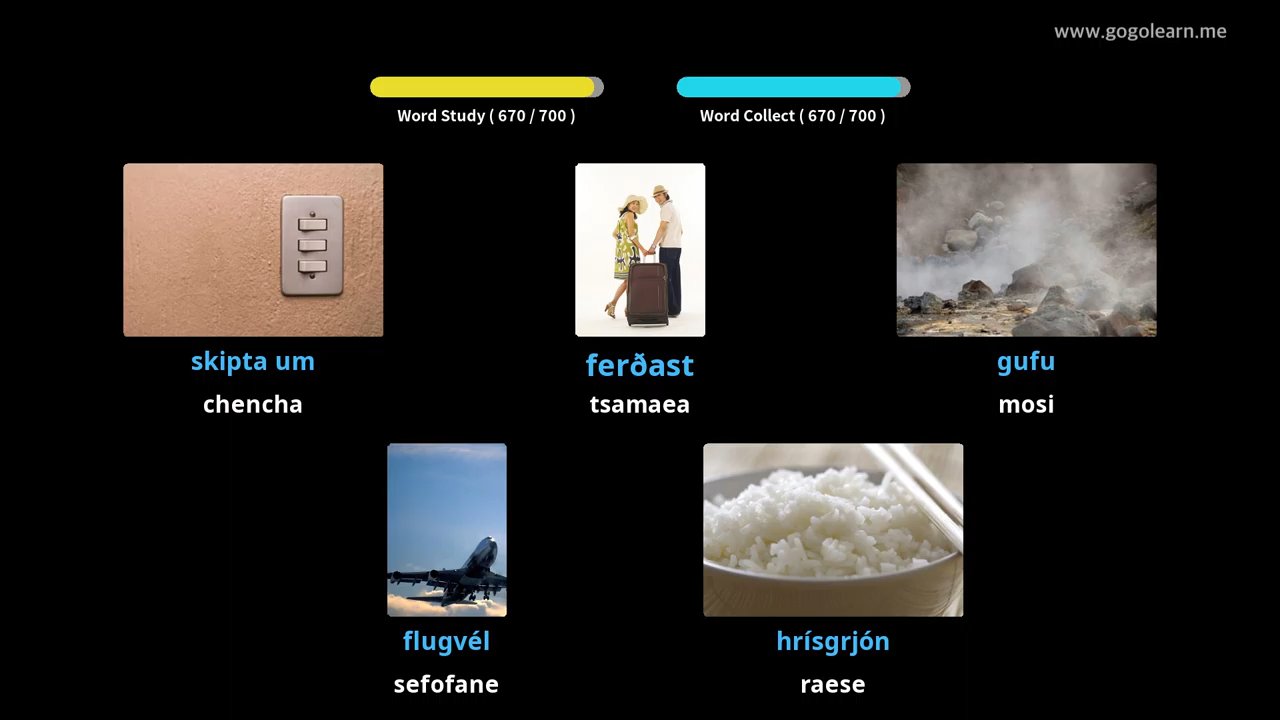 www.gogolearn.me
Word Study ( 670 / 700 )
Word Collect ( 670 / 700 )
skipta um
chencha
ferðast
tsamaea
gufu
mosi
flugvél
sefofane
hrísgrjón
raese